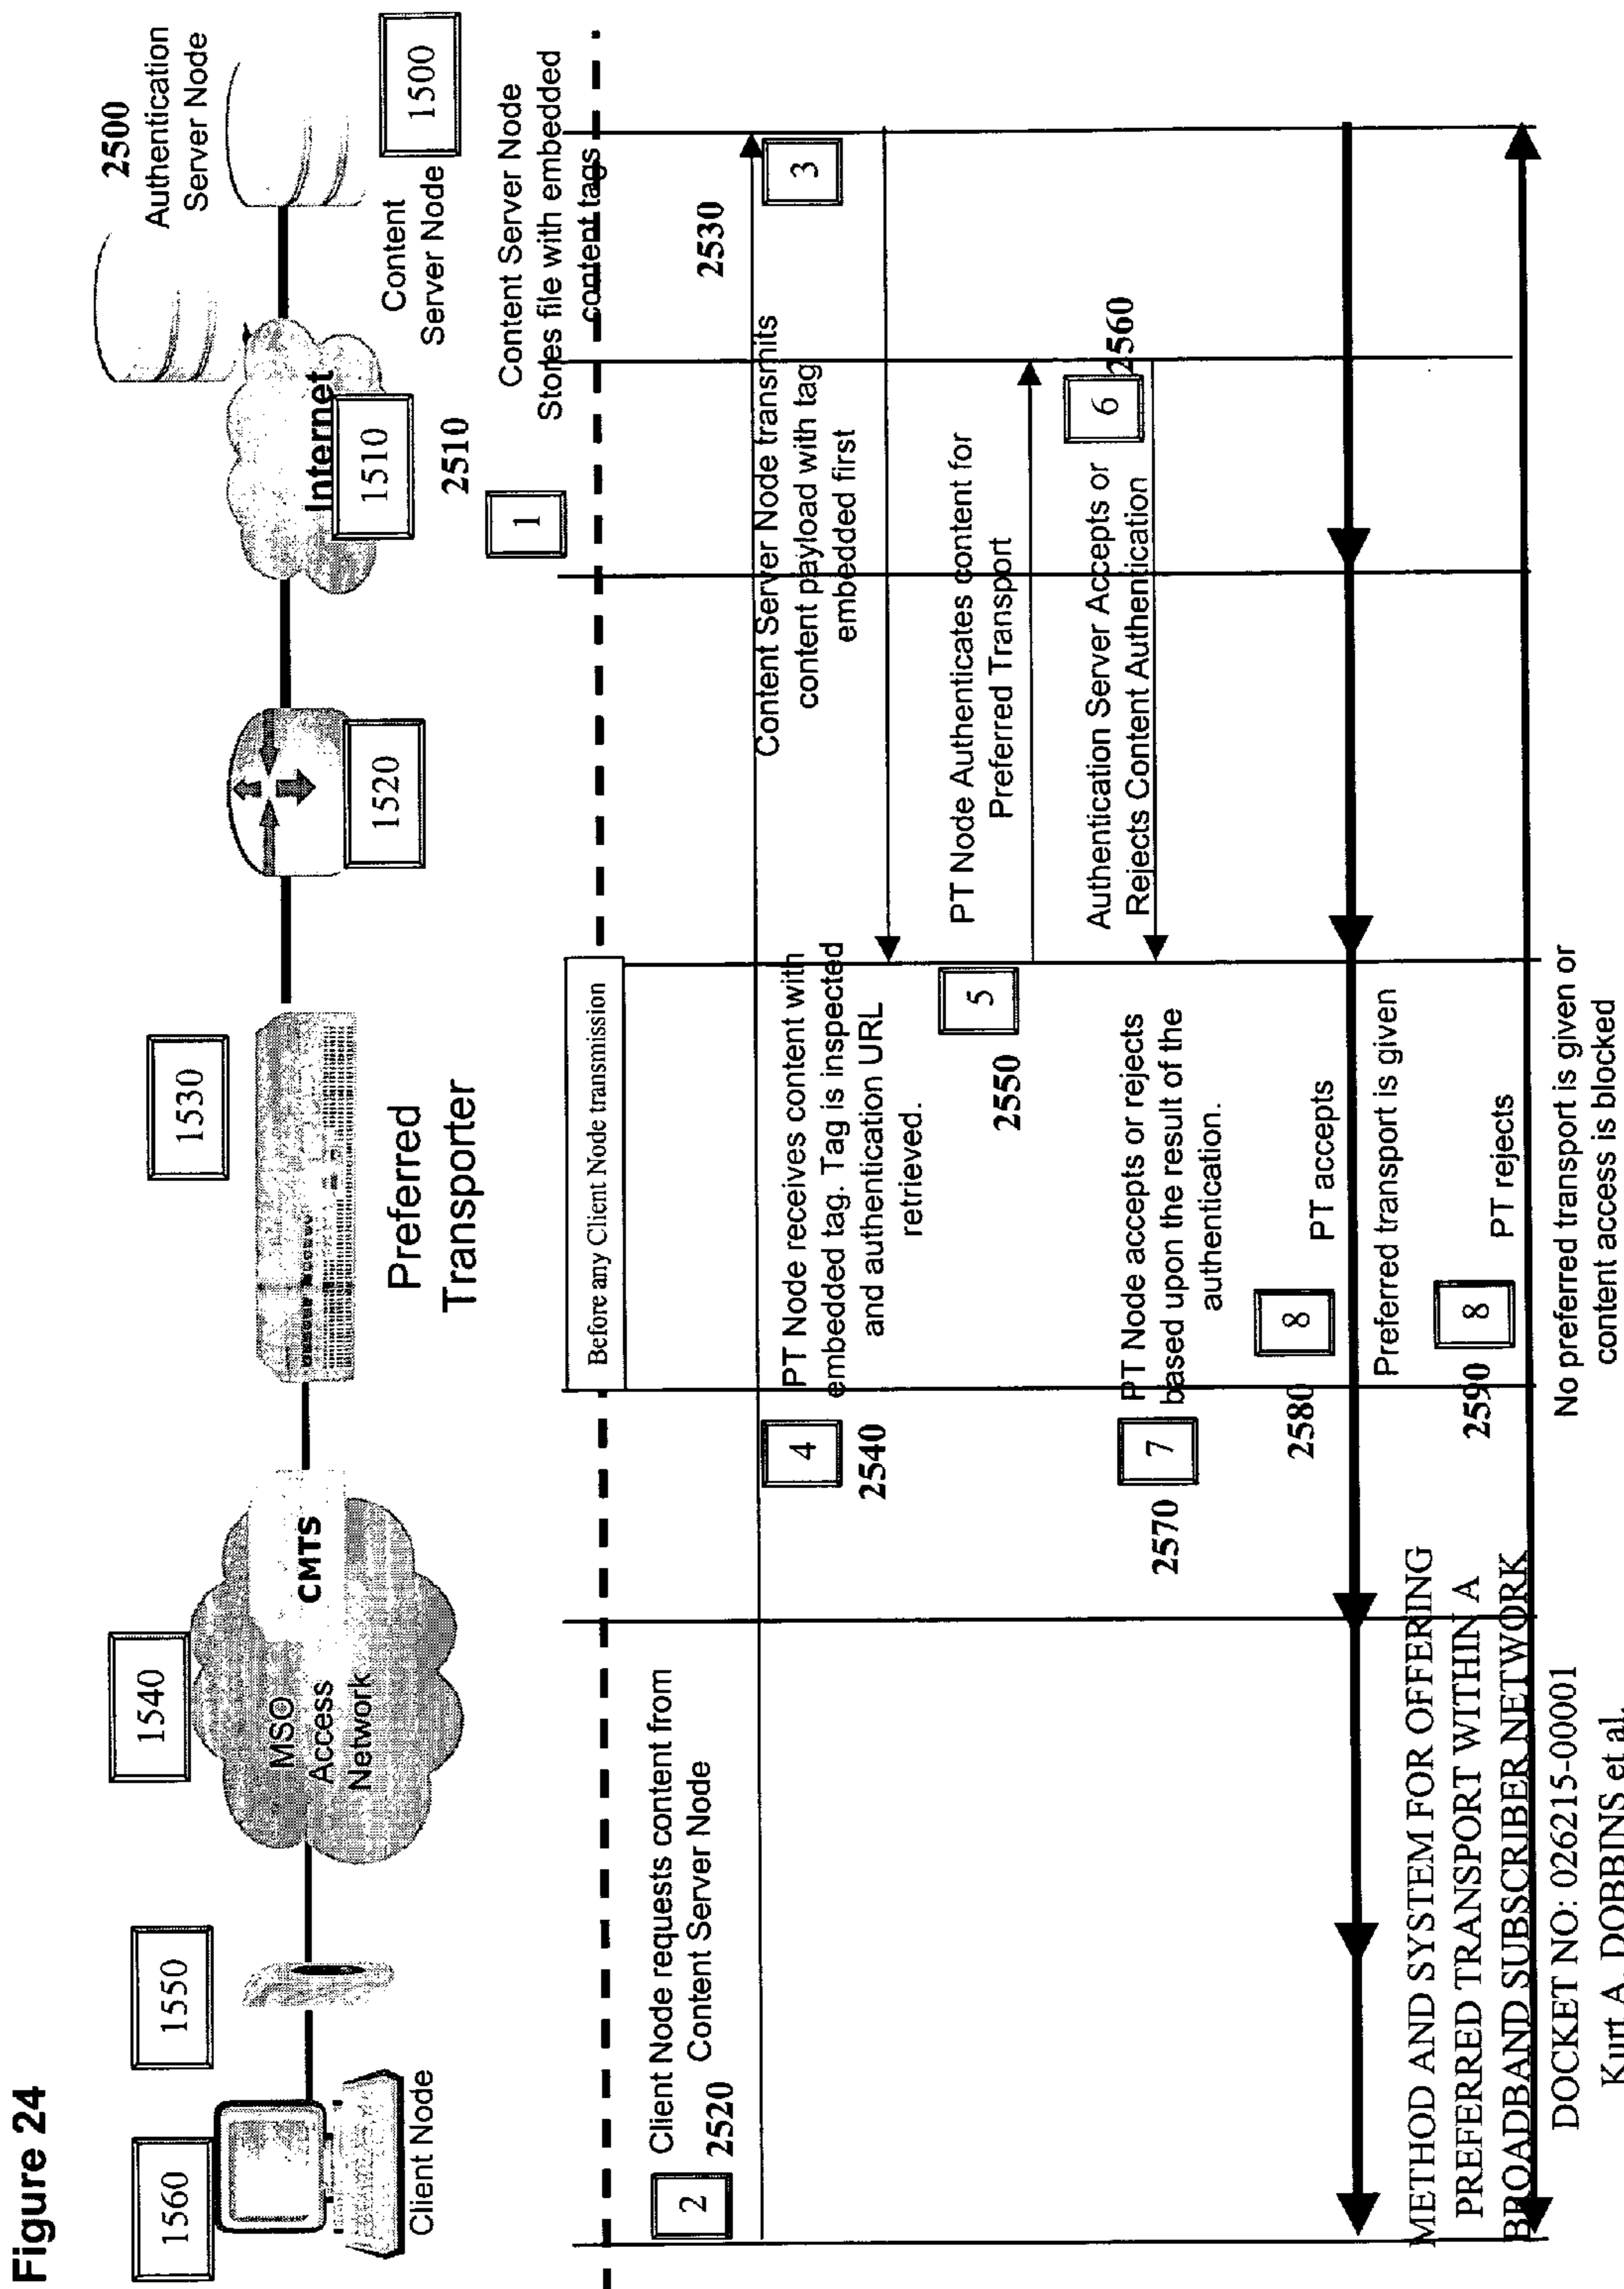 Figure 24
1560
1550
1540
1530
1520
1510
1500
2500
Authentication
Server Node
Client Node
MSO
Access
Network
CMTS
Preferred
Transporter
Internet
Content
Server Node
2510
1
Content Server Node
Stores file with embedded
content tags
Before any Client Node transmission
2
2520
Client Node requests content from
Content Server Node
2530
3
Content Server Node transmits
content payload with tag
embedded first
4
2540
PT Node receives content with
embedded tag. Tag is inspected
and authentication URL
retrieved.
5
2550
PT Node Authenticates content for
Preferred Transport
6
2560
Authentication Server Accepts or
Rejects Content Authentication
7
2570
PT Node accepts or rejects
based upon the result of the
authentication.
8
2580
PT accepts
Preferred transport is given
8
2590
PT rejects
No preferred transport is given or
content access is blocked
METHOD AND SYSTEM FOR OFFERING
PREFERRED TRANSPORT WITHIN A
BROADBAND SUBSCRIBER NETWORK
DOCKET NO: 026215-00001
Kurt A. DOBBINS et al.